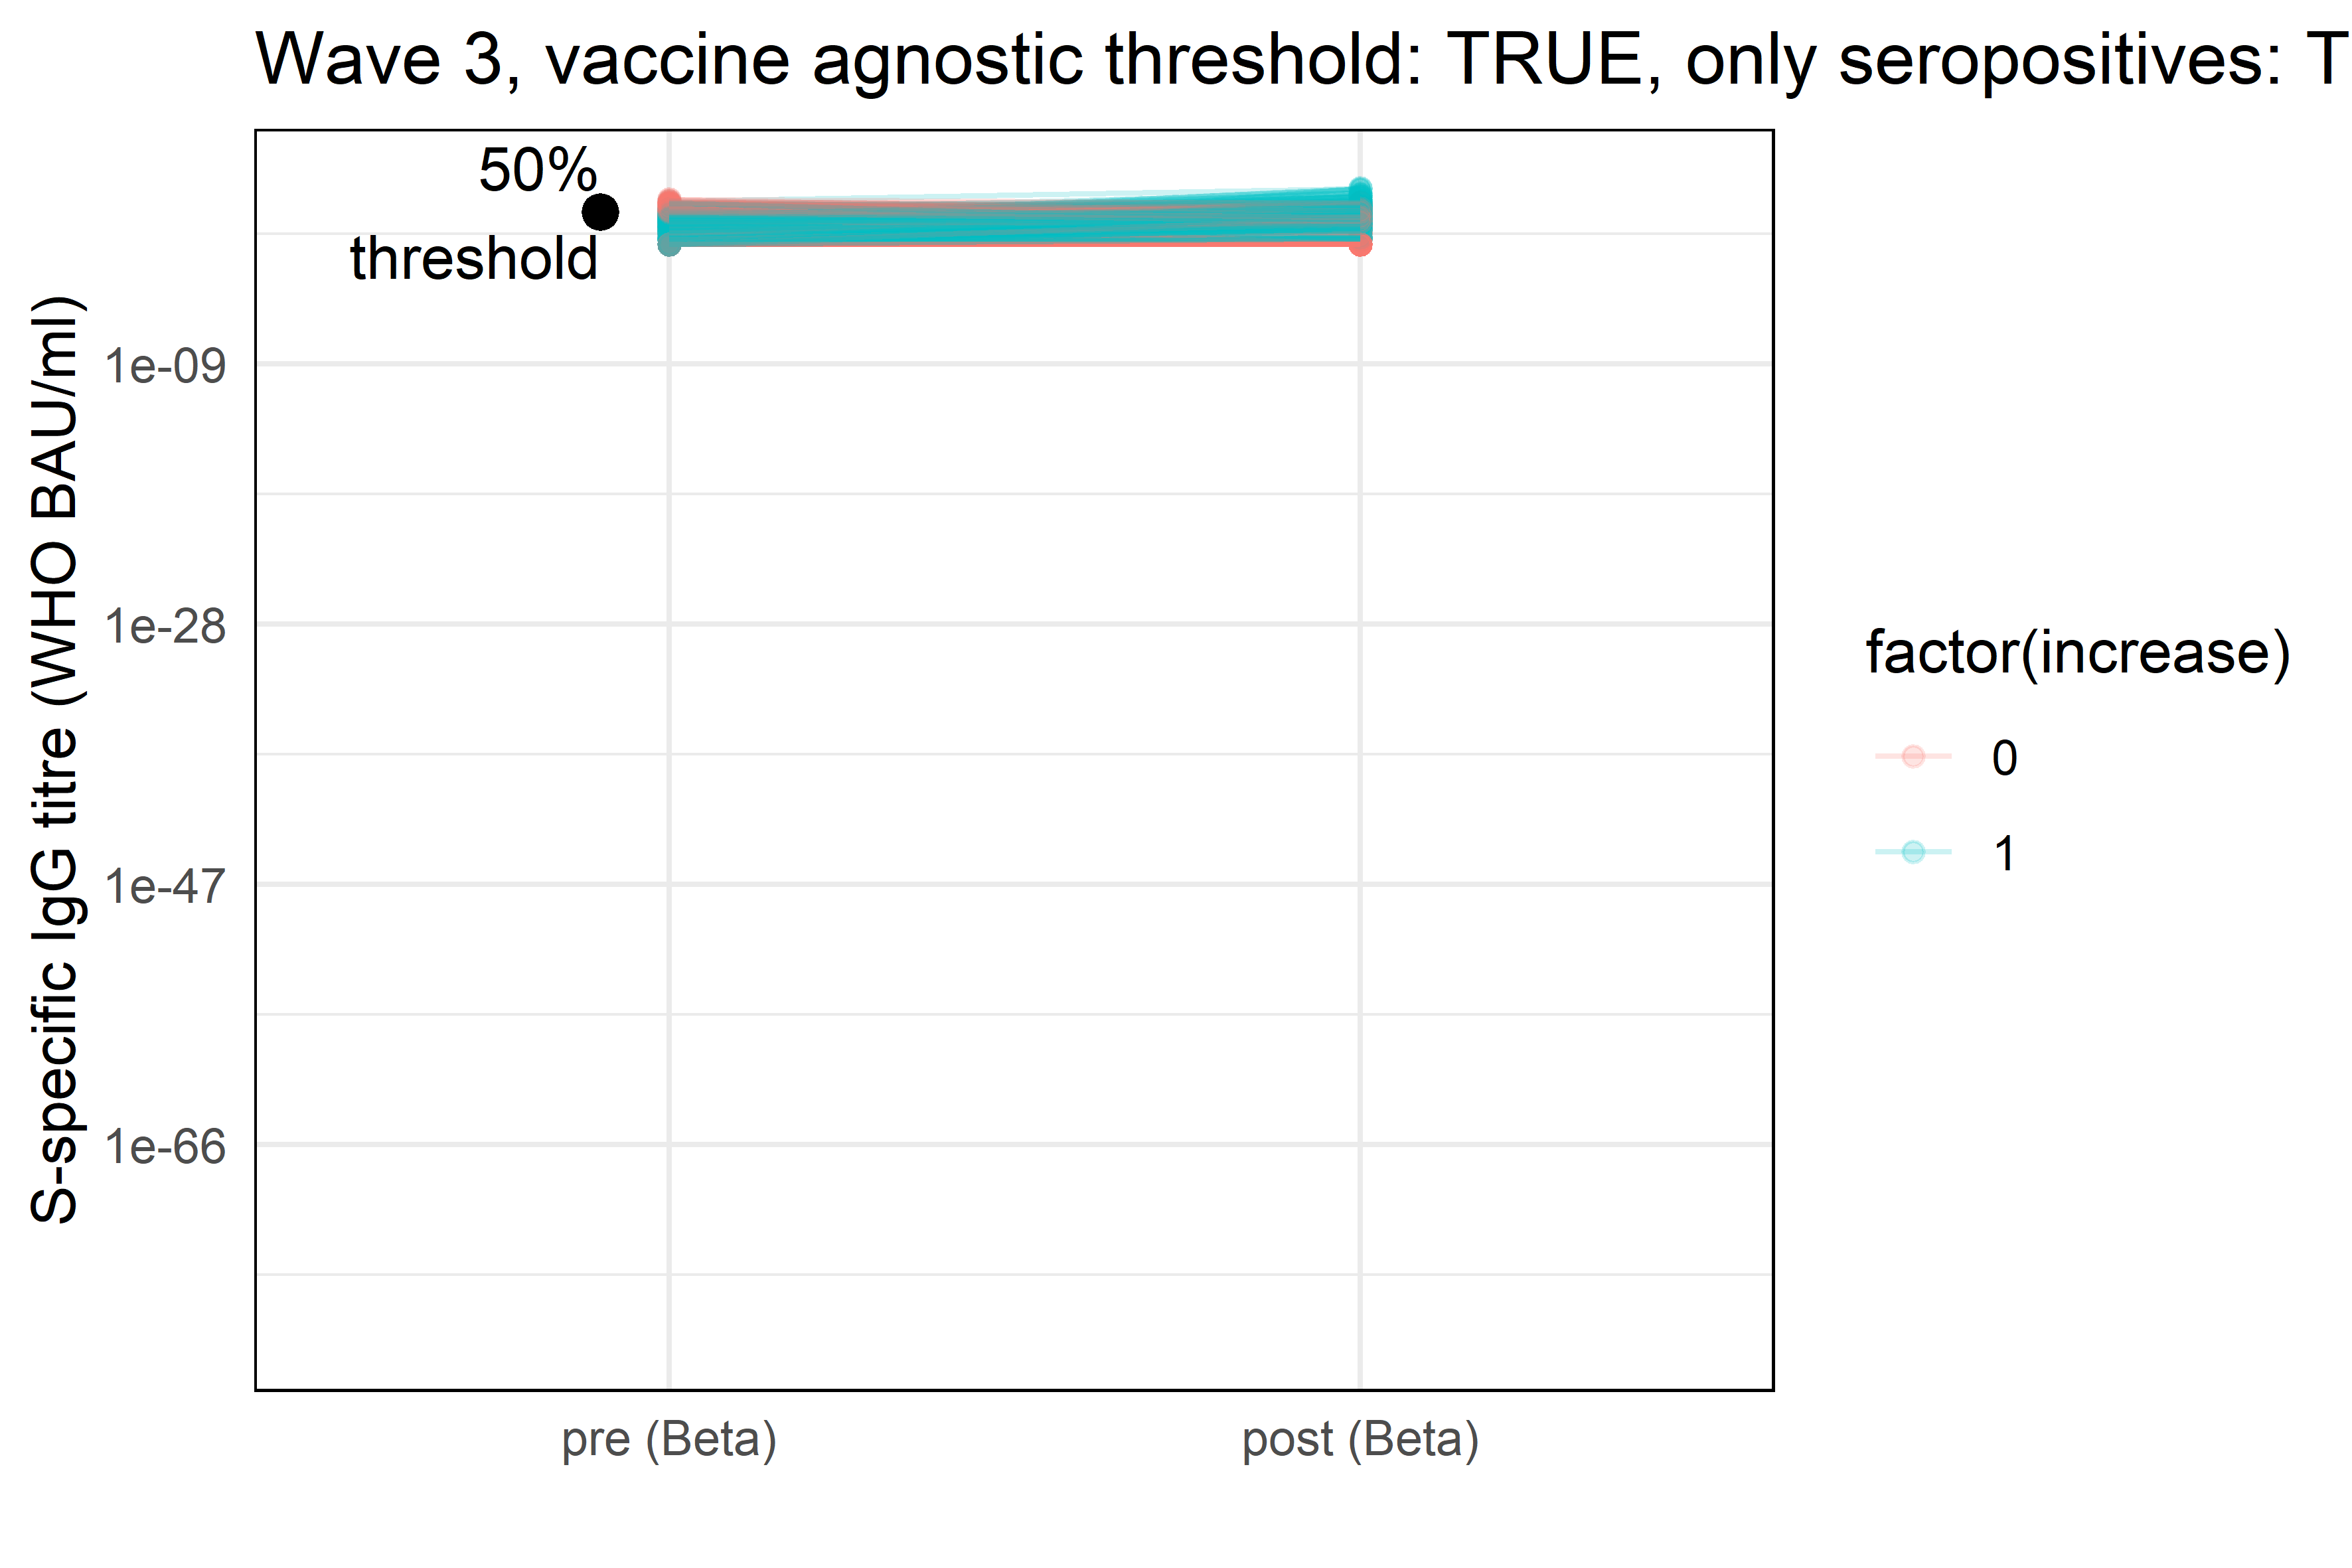 Wave 3, vaccine agnostic threshold: TRUE, only seropositives: T
50%
threshold
S-specific IgG titre (WHO BAU/ml)
1e-09
1e-28
1e-47
1e-66
pre (Beta)
post (Beta)
factor(increase)
0
1